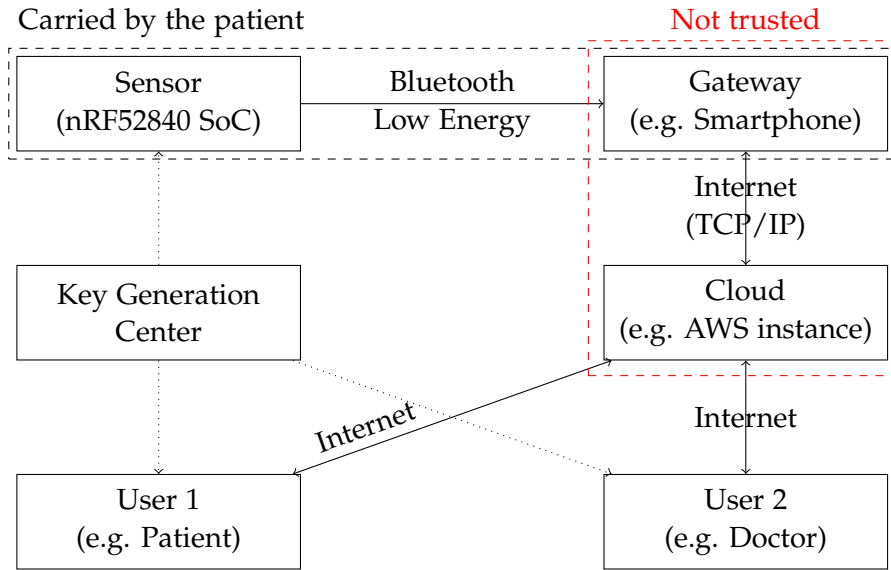 Carried by the patient
Not trusted
Sensor
(nRF52840 SoC)
Bluetooth
Low Energy
Gateway
(e.g. Smartphone)
Internet
(TCP/IP)
Key Generation
Center
Cloud
(e.g. AWS instance)
Internet
Internet
User 1
(e.g. Patient)
User 2
(e.g. Doctor)